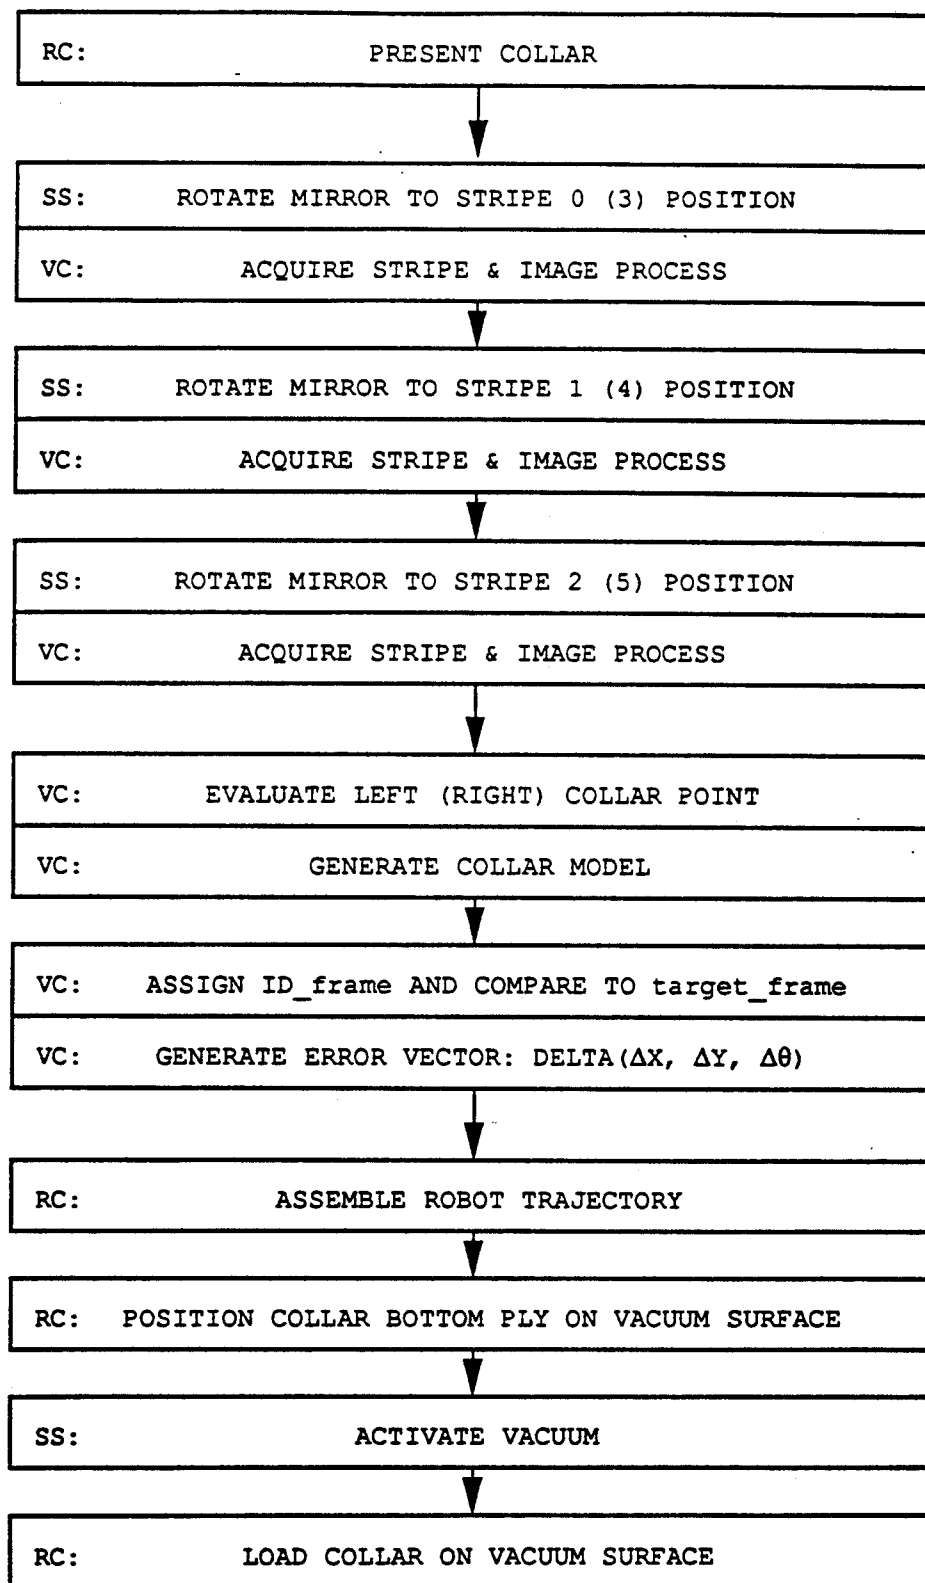 RC: PRESENT COLLAR
SS: ROTATE MIRROR TO STRIPE 0 (3) POSITION
VC: ACQUIRE STRIPE & IMAGE PROCESS
SS: ROTATE MIRROR TO STRIPE 1 (4) POSITION
VC: ACQUIRE STRIPE & IMAGE PROCESS
SS: ROTATE MIRROR TO STRIPE 2 (5) POSITION
VC: ACQUIRE STRIPE & IMAGE PROCESS
VC: EVALUATE LEFT (RIGHT) COLLAR POINT
VC: GENERATE COLLAR MODEL
VC: ASSIGN ID_frame AND COMPARE TO target_frame
VC: GENERATE ERROR VECTOR: DELTA(ΔX, ΔY, Δθ)
RC: ASSEMBLE ROBOT TRAJECTORY
RC: POSITION COLLAR BOTTOM PLY ON VACUUM SURFACE
SS: ACTIVATE VACUUM
RC: LOAD COLLAR ON VACUUM SURFACE